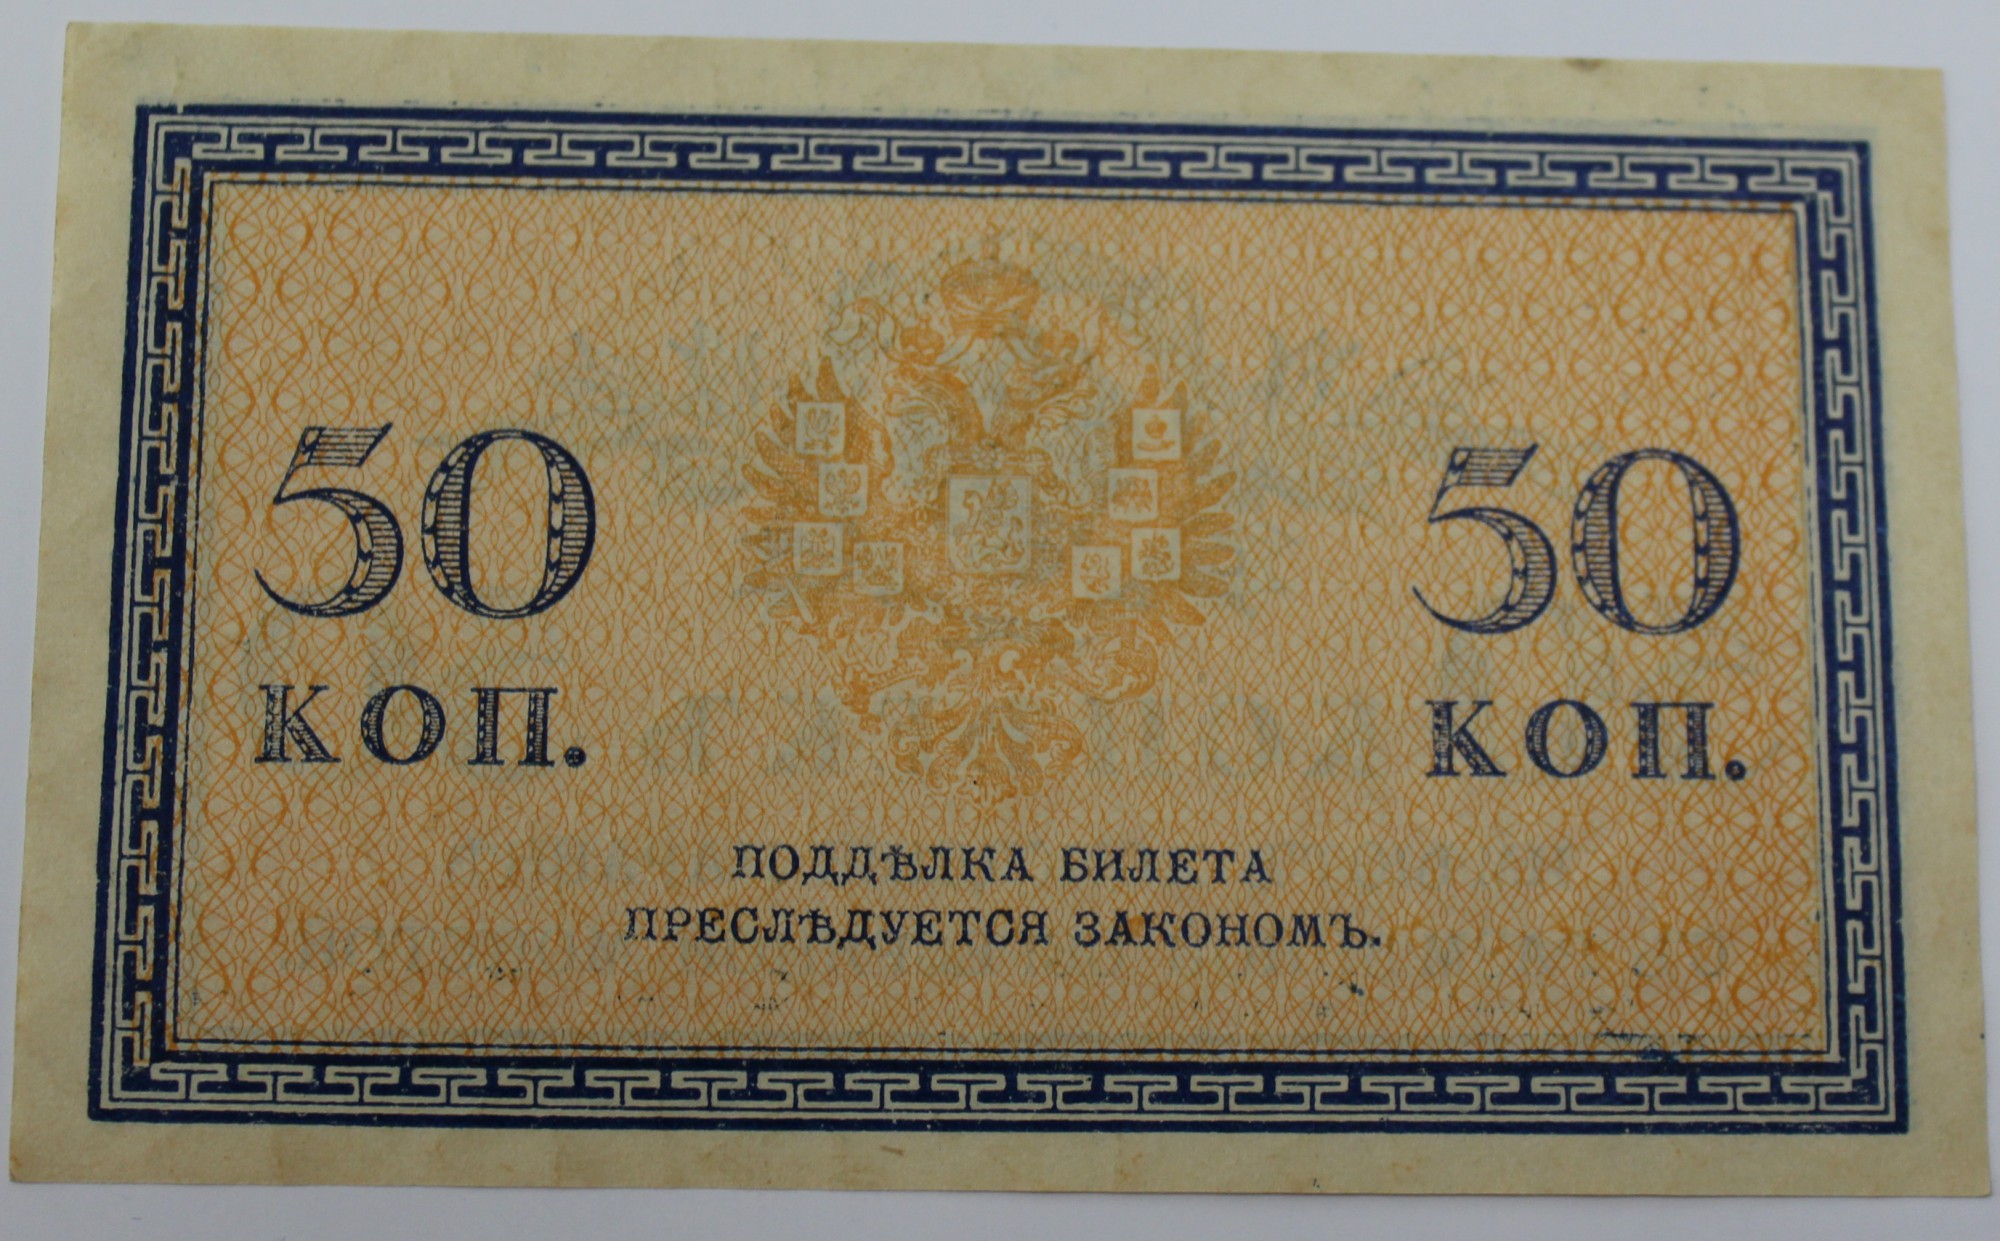 50 50
КОП. КОП.
ПОДДѢЛКА БИЛЕТА
ПРЕСЛѢДУЕТСЯ ЗАКОНОМЪ.